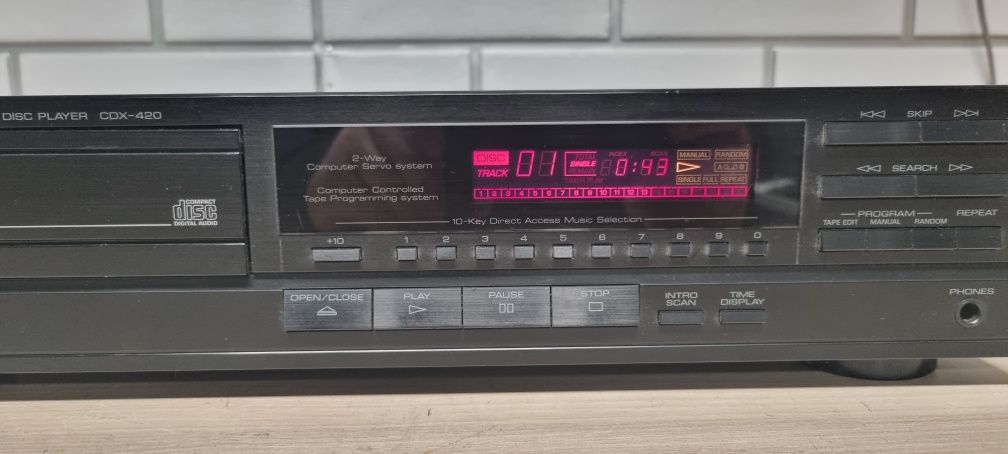 DISC PLAYER CDX-420
SKIP
2-Way
Computer Servo system
Computer Controlled
Tape Programming system
DISC
TRACK 01
TOTAL
SINGLE
REMAIN
INDEX
SCAN
0:43
MANUAL
RANDOM
SINGLE FULL REPEAT
1 2 3 4 5 6 7 8 9 10 11 12 13
SEARCH
COMPACT
disc
DIGITAL AUDIO
10-Key Direct Access Music Selection
PROGRAM
REPEAT
TAPE EDIT MANUAL RANDOM
+10 1 2 3 4 5 6 7 8 9 0
OPEN/CLOSE
PLAY
PAUSE
STOP
INTRO
SCAN
TIME
DISPLAY
PHONES